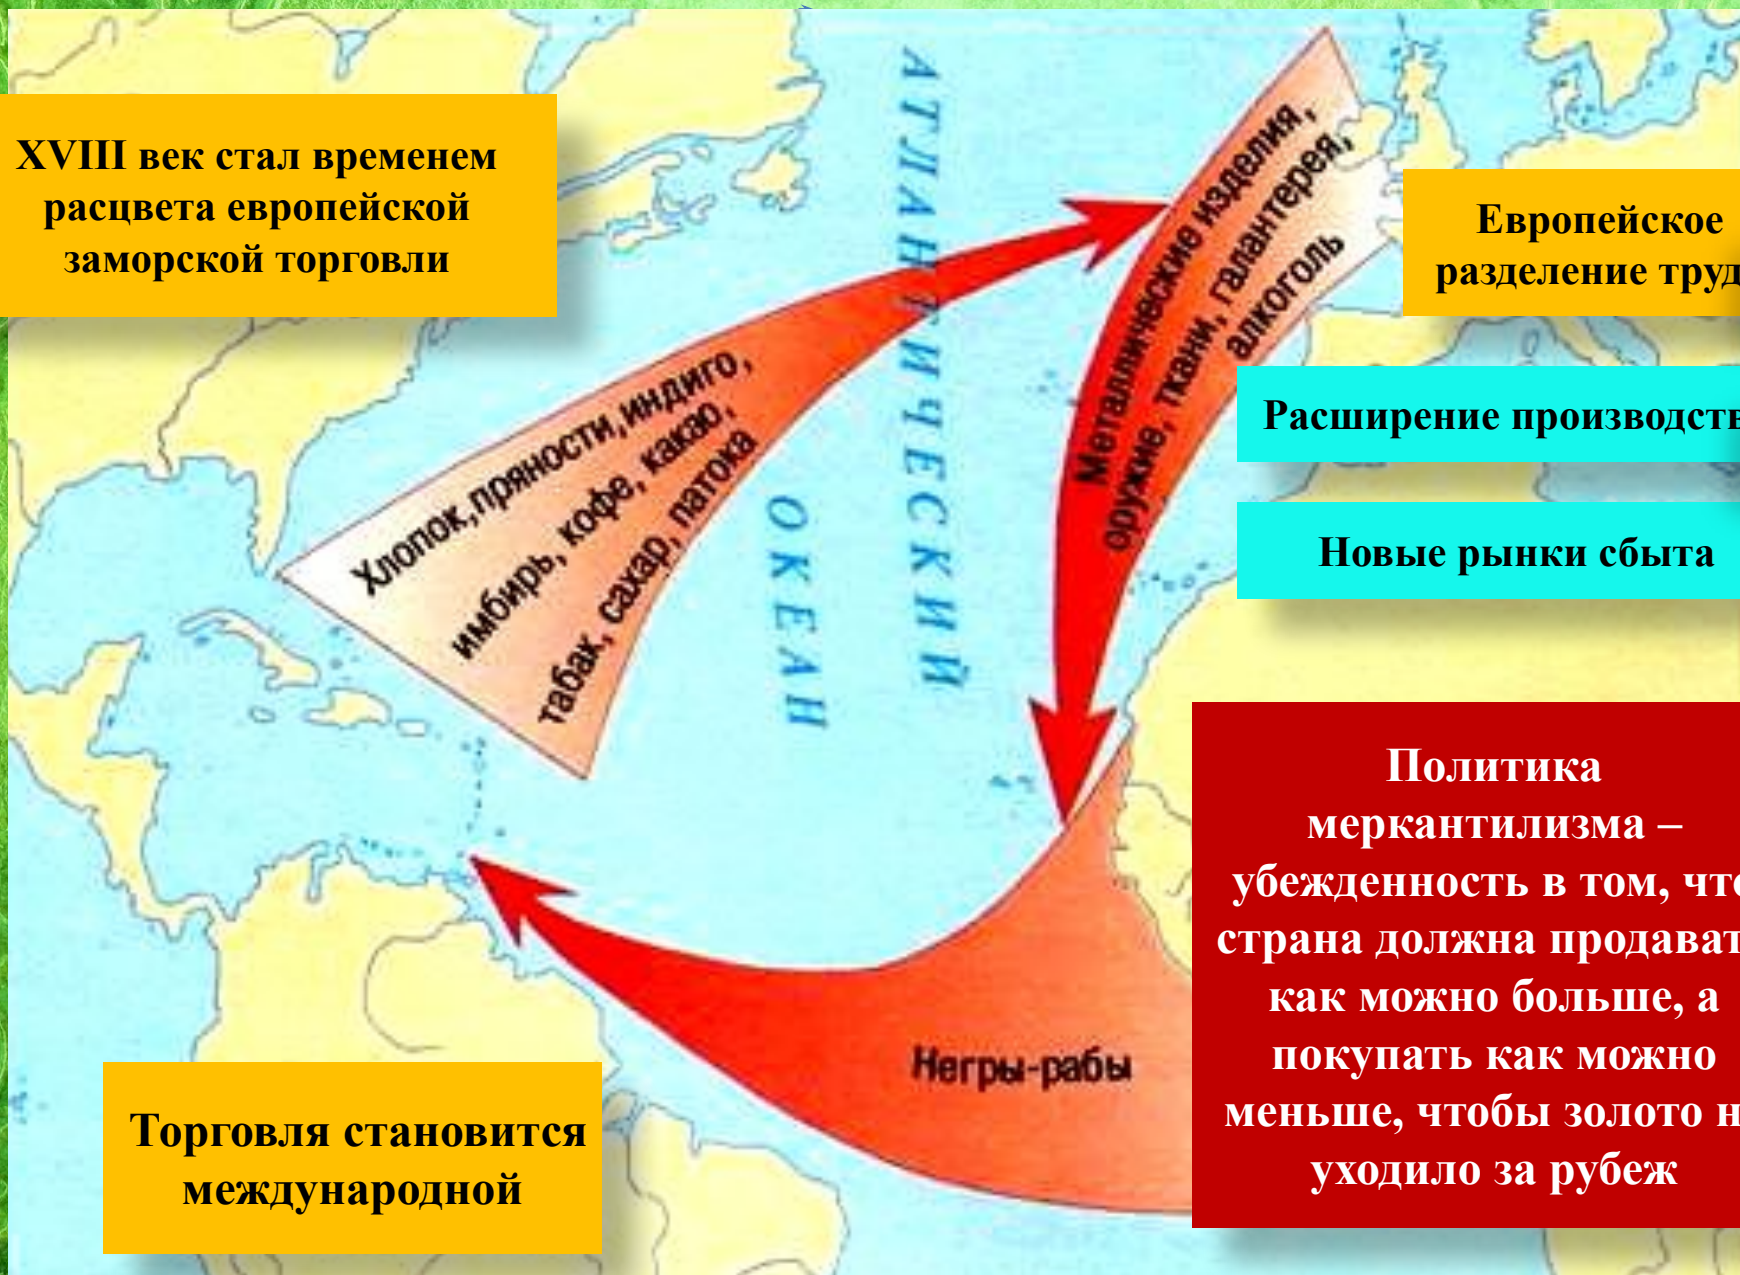 XVIII век стал временем
расцвета европейской
заморской торговли
АТЛАНТИЧЕСКИЙ
ОКЕАН
Металлические изделия,
оружие, ткани, галантерея,
алкоголь
Европейское
разделение труд
Расширение производств
Новые рынки сбыта
Хлопок, пряности, индиго,
имбирь, кофе, какао,
табак, сахар, патока
Политика
меркантилизма –
убежденность в том, что
страна должна продават
как можно больше, а
покупать как можно
меньше, чтобы золото н
уходило за рубеж
Негры-рабы
Торговля становится
международной